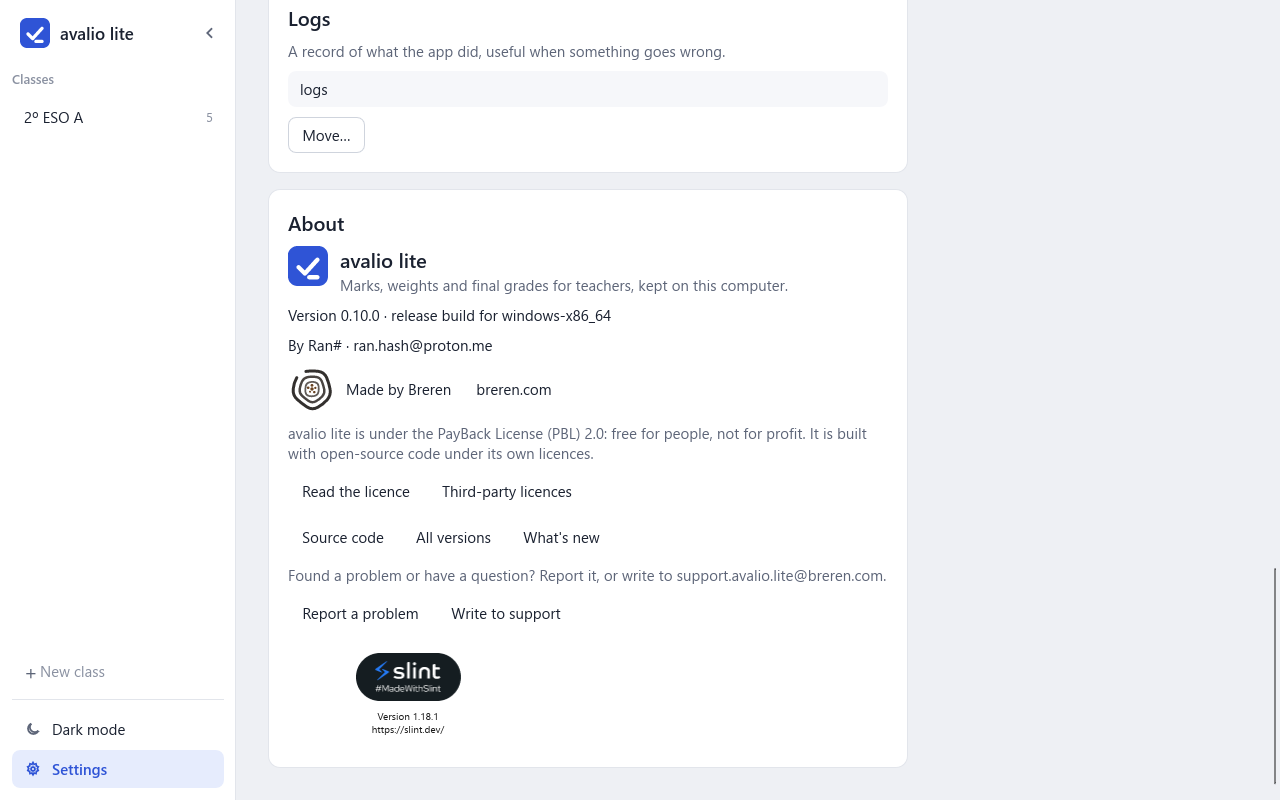 avalio lite
Classes
2º ESO A 5
+ New class
Dark mode
Settings
Logs
A record of what the app did, useful when something goes wrong.
logs
Move...
About
avalio lite
Marks, weights and final grades for teachers, kept on this computer.
Version 0.10.0 · release build for windows-x86_64
By Ran# · ran.hash@proton.me
Made by Breren breren.com
avalio lite is under the PayBack License (PBL) 2.0: free for people, not for profit. It is built
with open-source code under its own licences.
Read the licence Third-party licences
Source code All versions What's new
Found a problem or have a question? Report it, or write to support.avalio.lite@breren.com.
Report a problem Write to support
slint
#MadeWithSlint
Version 1.18.1
https://slint.dev/